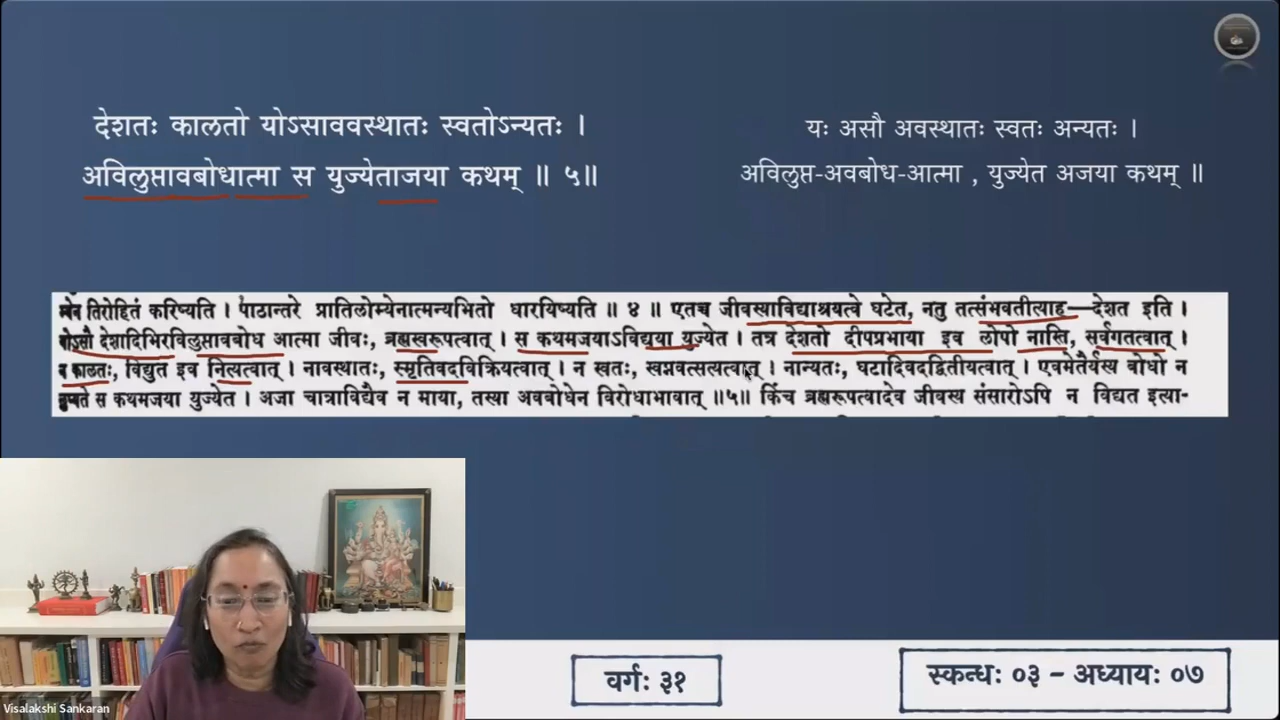 देशतः कालतो योऽसाववस्थातः स्वतोऽन्यतः ।
अविलुप्तावबोधात्मा स युज्येताजया कथम् ॥ ५॥
यः असौ अवस्थातः स्वतः अन्यतः ।
अविलुप्त-अवबोध-आत्मा , युज्येत अजया कथम् ॥
तिरोहितं करिष्यति । पाठान्तरे प्रातिलोम्येनात्मन्यभितो धारयिष्यति ॥ ४ ॥ एतच्च जीवस्याविद्याश्रयत्वे घटेत, नतु तत्संभवतीत्याह—देशत इति ।
योऽसौ देशादिभिरविलुप्तावबोध आत्मा जीवः, ब्रह्मस्वरूपत्वात् । स कथमजयाऽविद्यया युज्येत । तत्र देशतो दीपप्रभाया इव लोपो नास्ति, सर्वगतत्वात् ।
न कालतः, विद्युत इव नित्यत्वात् । नावस्थातः, स्मृतिवदविक्रियत्वात् । न स्वतः, स्वप्नवत्सत्यत्वात् । नान्यतः, घटादिवदद्वितीयत्वात् । एवमेतैर्यस्य बोधो न
लुप्यते स कथमजया युज्येत । अजा चात्राविद्यैव न माया, तस्या अवबोधेन विरोधाभावात् ॥५॥ किंच ब्रह्मरूपत्वादेव जीवस्य संसारोऽपि न विद्यत इत्या-
Visalakshi Sankaran
वर्गः ३१
स्कन्धः ०३ – अध्यायः ०७